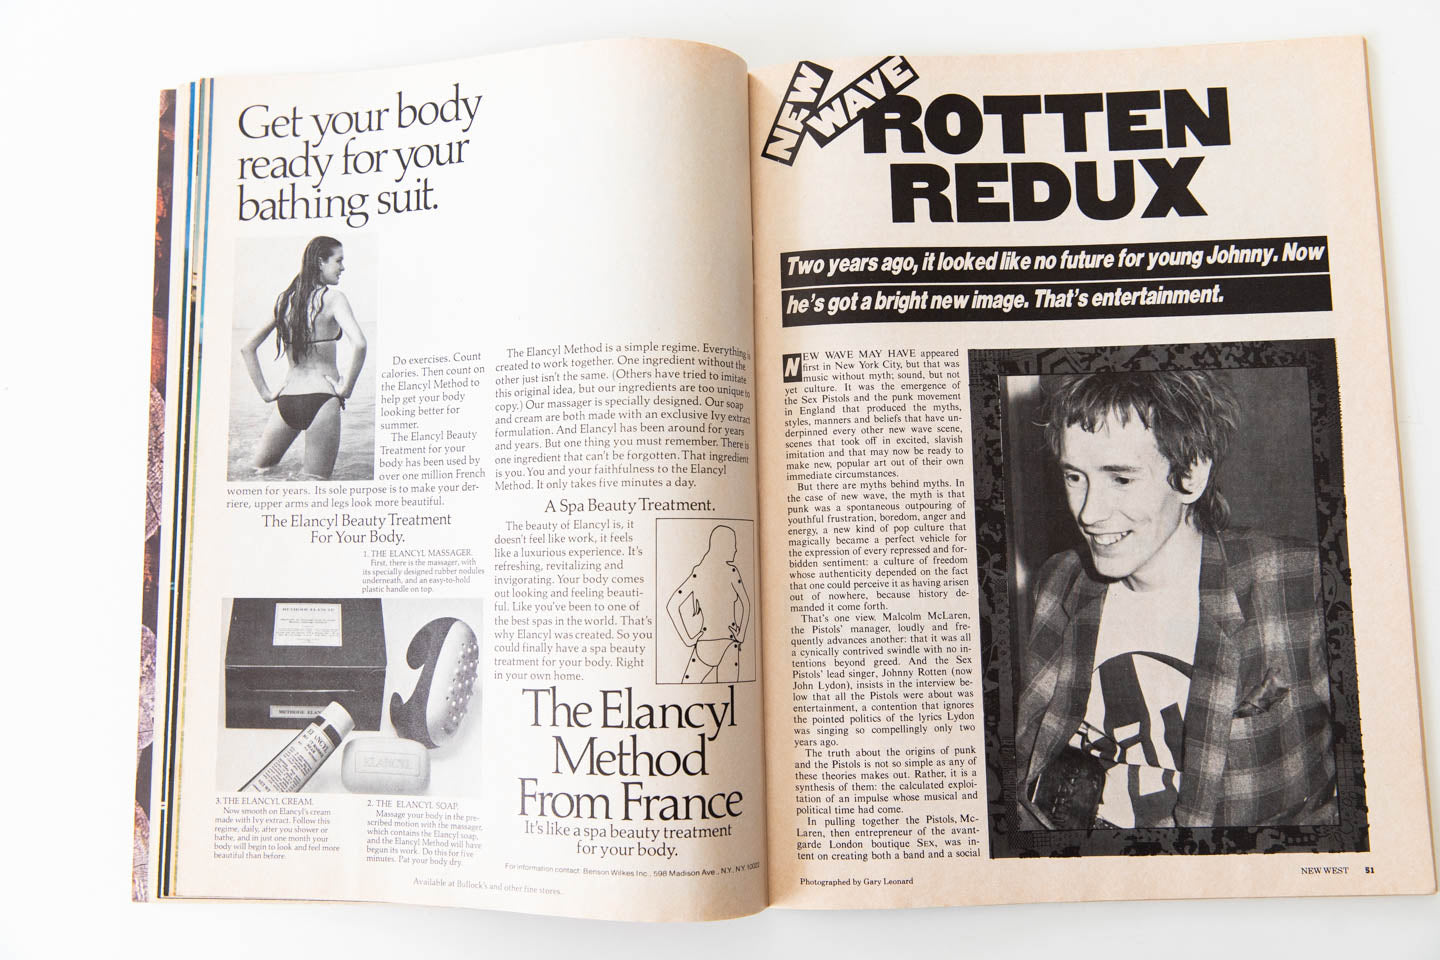 Get your body
ready for your
bathing suit.
Do exercises. Count
calories. Then count on
the Elancyl Method to
help get your body
looking better for
summer.
The Elancyl Beauty
Treatment for your
body has been used by
over one million French
women for years. Its sole purpose is to make your der-
riere, upper arms and legs look more beautiful.
The Elancyl Beauty Treatment
For Your Body.
1. THE ELANCYL MASSAGER.
First, there is the massager, with
its specially designed rubber nodules
underneath, and an easy-to-hold
plastic handle on top.
METHODE ELANCYL
ELANCYL
3. THE ELANCYL CREAM.
Now smooth on Elancyl's cream
made with Ivy extract. Follow this
regime, daily, after you shower or
bathe, and in just one month your
body will begin to look and feel more
beautiful than before.
2. THE ELANCYL SOAP.
Massage your body in the pre-
scribed motion with the massager,
which contains the Elancyl soap,
and the Elancyl Method will have
begun its work. Do this for five
minutes. Pat your body dry.
Available at Bullock's and other fine stores.
The Elancyl Method is a simple regime. Everything is
created to work together. One ingredient without the
other just isn't the same. (Others have tried to imitate
this original idea, but our ingredients are too unique to
copy.) Our massager is specially designed. Our soap
and cream are both made with an exclusive Ivy extract
formulation. And Elancyl has been around for years
and years. But one thing you must remember. There is
one ingredient that can't be forgotten. That ingredient
is you. You and your faithfulness to the Elancyl
Method. It only takes five minutes a day.
A Spa Beauty Treatment.
The beauty of Elancyl is, it
doesn't feel like work, it feels
like a luxurious experience. It's
refreshing, revitalizing and
invigorating. Your body comes
out looking and feeling beauti-
ful. Like you've been to one of
the best spas in the world. That's
why Elancyl was created. So you
could finally have a spa beauty
treatment for your body. Right
in your own home.
The Elancyl
Method
From France
It's like a spa beauty treatment
for your body.
For information contact: Benson Wilkes Inc., 598 Madison Ave., N.Y., N.Y. 10022
NEW WAVE
ROTTEN
REDUX
Two years ago, it looked like no future for young Johnny. Now
he's got a bright new image. That's entertainment.
NEW WAVE MAY HAVE appeared
first in New York City, but that was
music without myth; sound, but not
yet culture. It was the emergence of
the Sex Pistols and the punk movement
in England that produced the myths,
styles, manners and beliefs that have un-
derpinned every other new wave scene,
scenes that took off in excited, slavish
imitation and that may now be ready to
make new, popular art out of their own
immediate circumstances.
But there are myths behind myths. In
the case of new wave, the myth is that
punk was a spontaneous outpouring of
youthful frustration, boredom, anger and
energy, a new kind of pop culture that
magically became a perfect vehicle for
the expression of every repressed and for-
bidden sentiment: a culture of freedom
whose authenticity depended on the fact
that one could perceive it as having arisen
out of nowhere, because history de-
manded it come forth.
That's one view. Malcolm McLaren,
the Pistols' manager, loudly and fre-
quently advances another: that it was all
a cynically contrived swindle with no in-
tentions beyond greed. And the Sex
Pistols' lead singer, Johnny Rotten (now
John Lydon), insists in the interview be-
low that all the Pistols were about was
entertainment, a contention that ignores
the pointed politics of the lyrics Lydon
was singing so compellingly only two
years ago.
The truth about the origins of punk
and the Pistols is not so simple as any of
these theories makes out. Rather, it is a
synthesis of them: the calculated exploi-
tation of an impulse whose musical and
political time had come.
In pulling together the Pistols, Mc-
Laren, then entrepreneur of the avant-
garde London boutique SEX, was in-
tent on creating both a band and a social
Photographed by Gary Leonard
NEW WEST 51